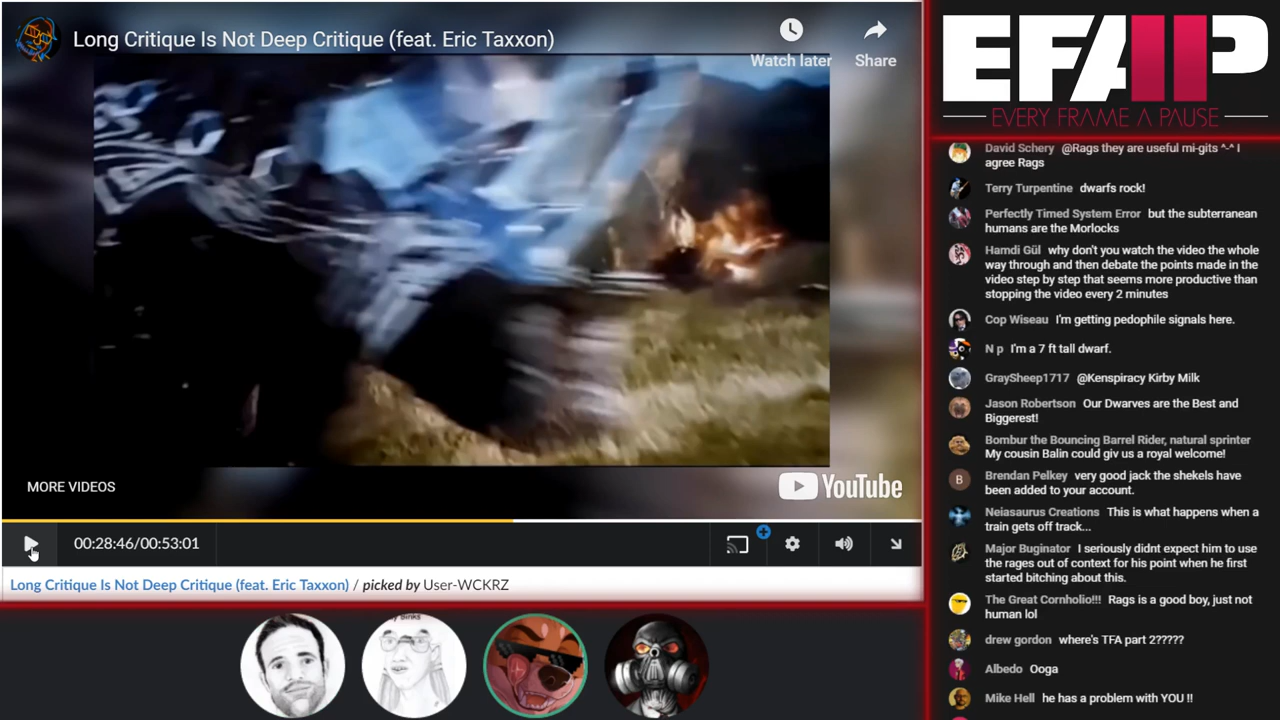 Long Critique Is Not Deep Critique (feat. Eric Taxxon)
Watch later
Share
MORE VIDEOS
YouTube
00:28:46/00:53:01
Long Critique Is Not Deep Critique (feat. Eric Taxxon) / picked by User-WCKRZ
EFAP
EVERY FRAME A PAUSE
David Schery @Rags they are useful mi-gits ^-^ I
agree Rags
Terry Turpentine dwarfs rock!
Perfectly Timed System Error but the subterranean
humans are the Morlocks
Hamdi Gül why don't you watch the video the whole
way through and then debate the points made in the
video step by step that seems more productive than
stopping the video every 2 minutes
Cop Wiseau I'm getting pedophile signals here.
N p I'm a 7 ft tall dwarf.
GraySheep1717 @Kenspiracy Kirby Milk
Jason Robertson Our Dwarves are the Best and
Biggerest!
Bombur the Bouncing Barrel Rider, natural sprinter
My cousin Balin could giv us a royal welcome!
B
Brendan Pelkey very good jack the shekels have
been added to your account.
Neiasaurus Creations This is what happens when a
train gets off track...
Major Buginator I seriously didnt expect him to use
the rages out of context for his point when he first
started bitching about this.
The Great Cornholio!!! Rags is a good boy, just not
human lol
drew gordon where's TFA part 2?????
Albedo Ooga
Mike Hell he has a problem with YOU !!